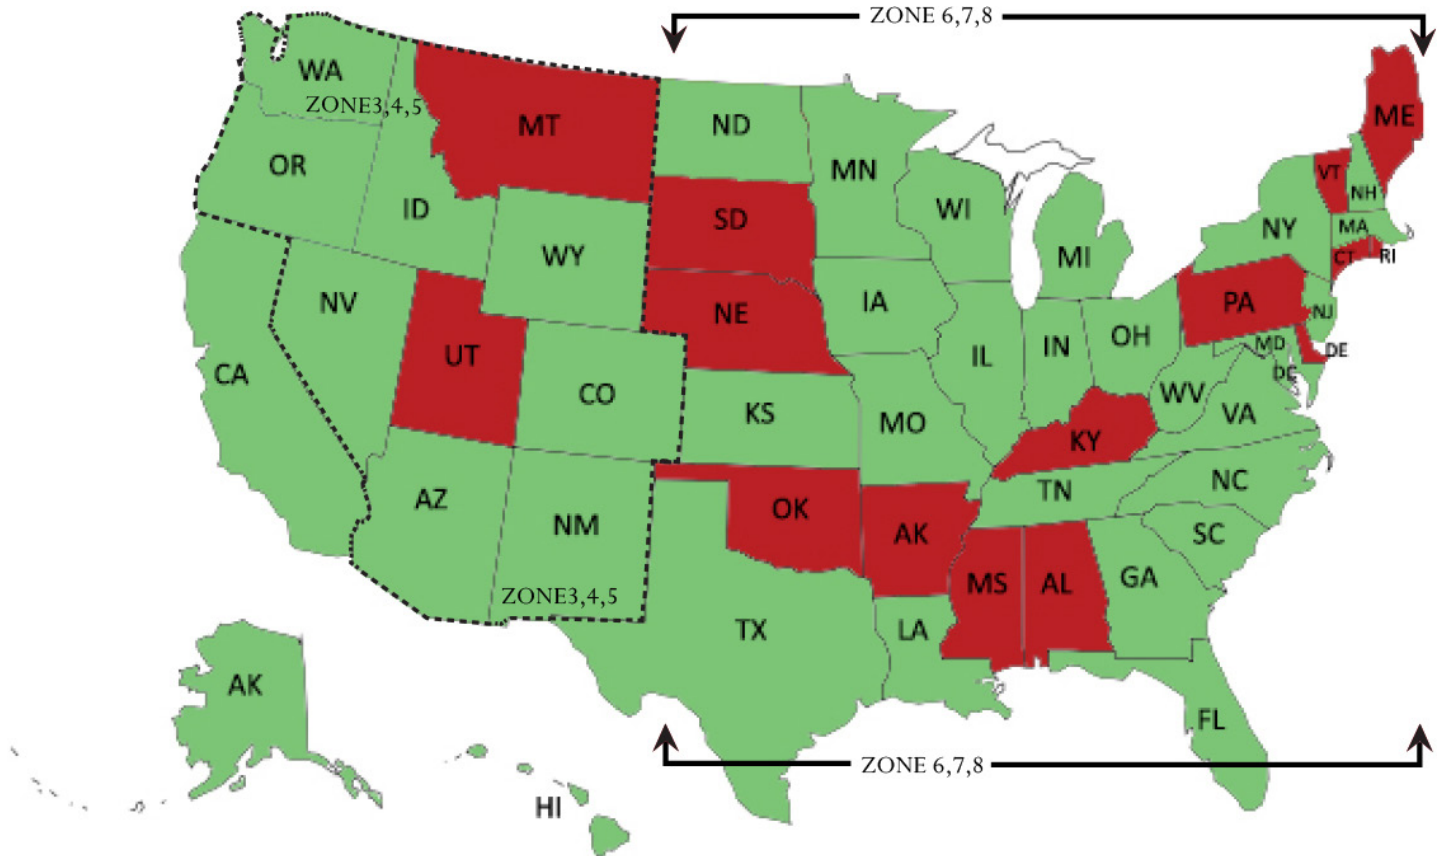 ZONE 6,7,8
WA
ZONE3,4,5
MT
ND
ME
OR
MN
VT
NH
ID
SD
WI
NY
MA
WY
MI
CT
RI
NV
NE
IA
PA
NJ
UT
IL
IN
OH
MD
DE
CA
DC
CO
KS
MO
WV
VA
KY
AZ
NM
OK
AK
TN
NC
SC
MS
AL
GA
ZONE3,4,5
TX
LA
AK
FL
ZONE 6,7,8
HI